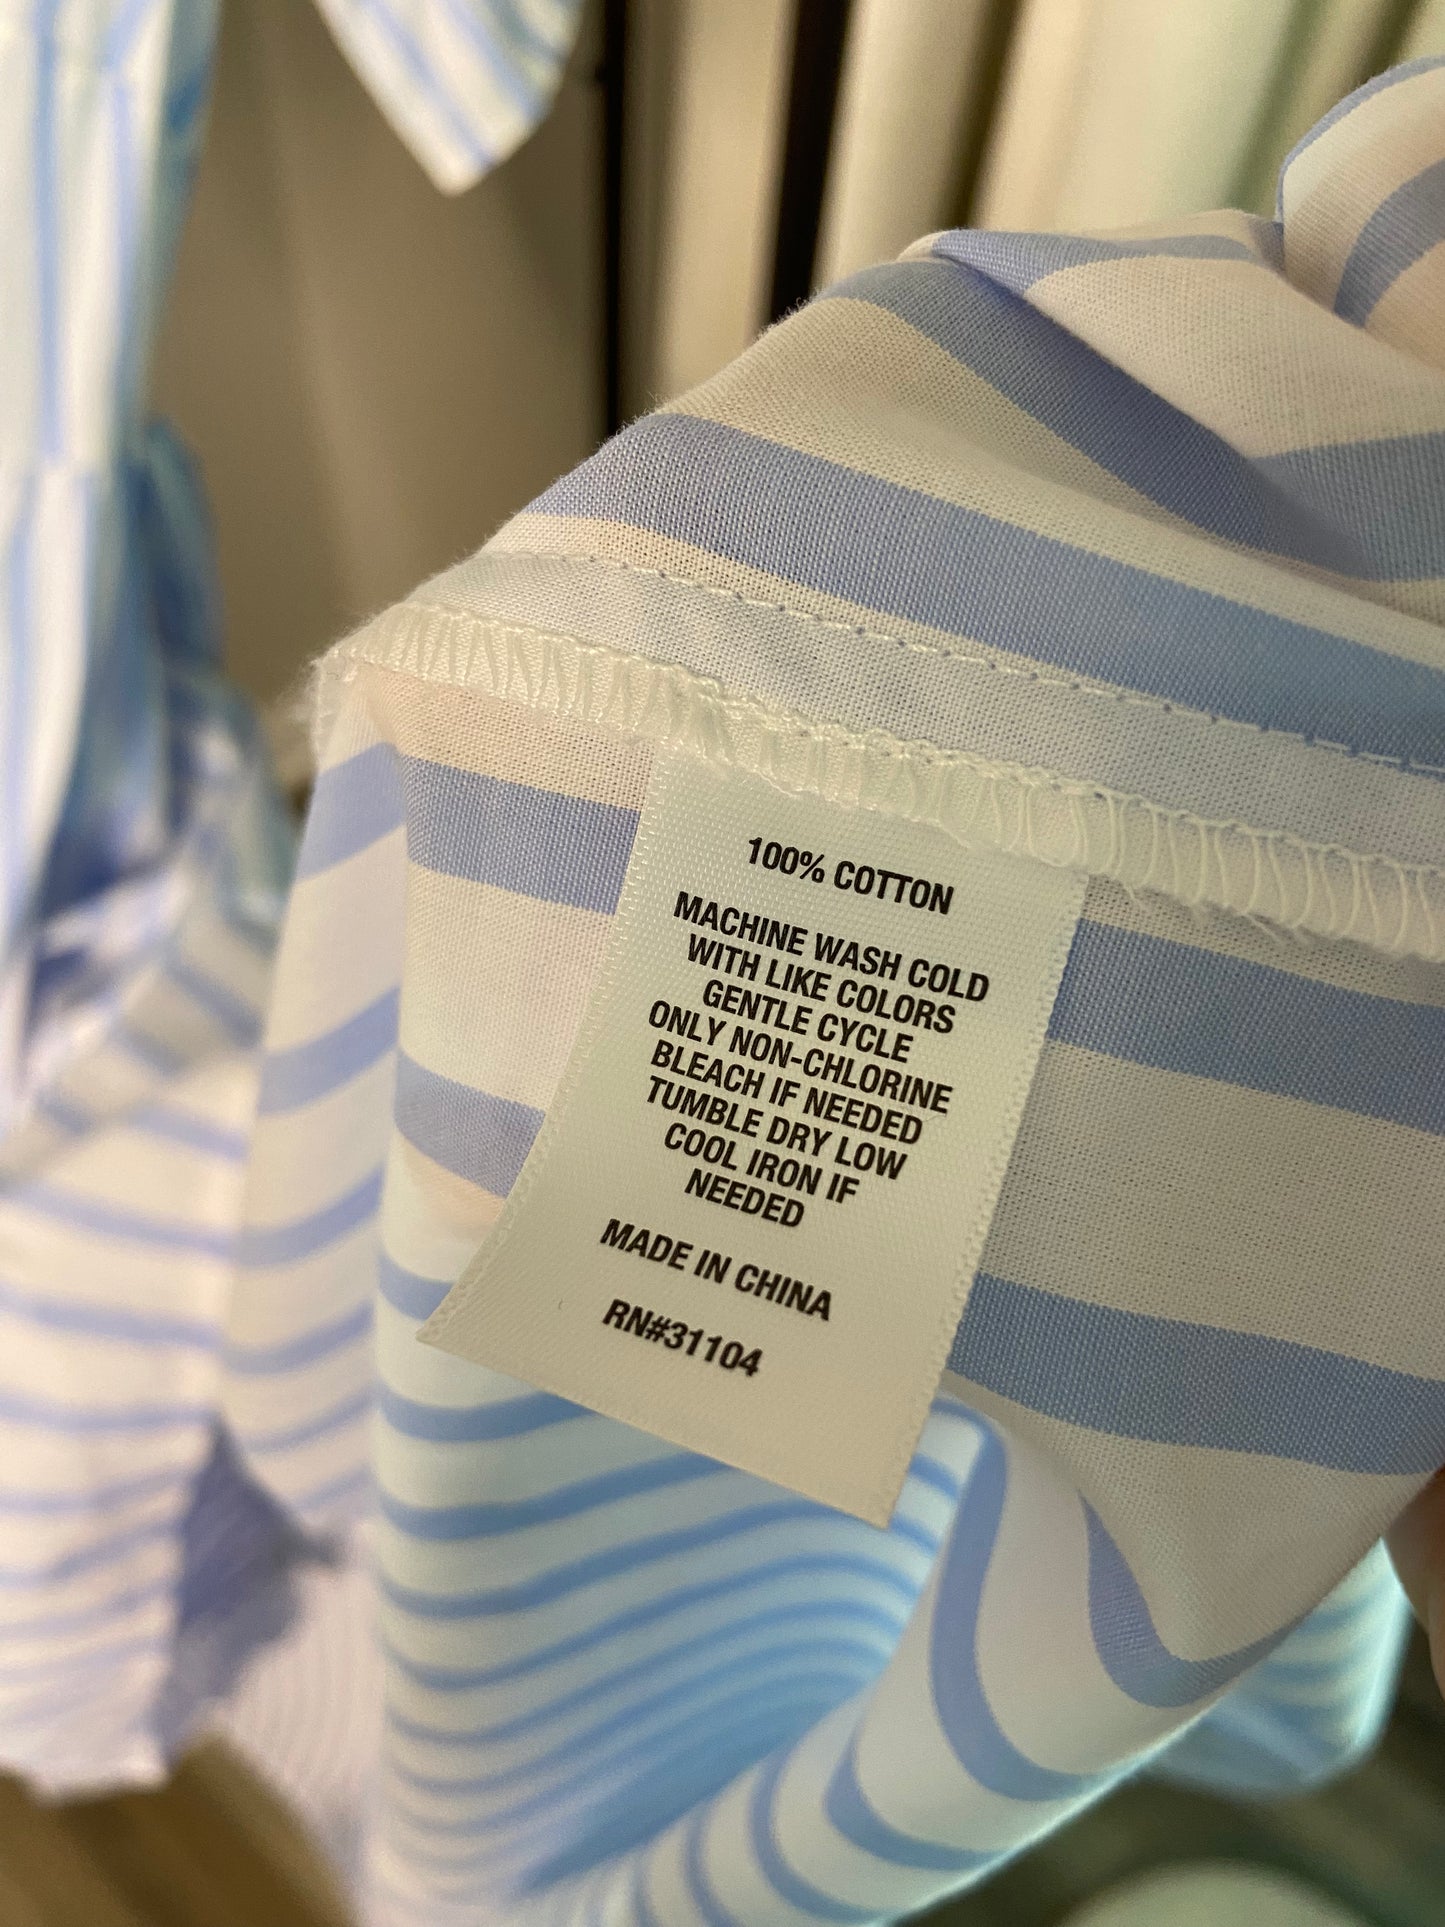 100% COTTON
MACHINE WASH COLD
WITH LIKE COLORS
GENTLE CYCLE
ONLY NON-CHLORINE
BLEACH IF NEEDED
TUMBLE DRY LOW
COOL IRON IF
NEEDED
MADE IN CHINA
RN#31104